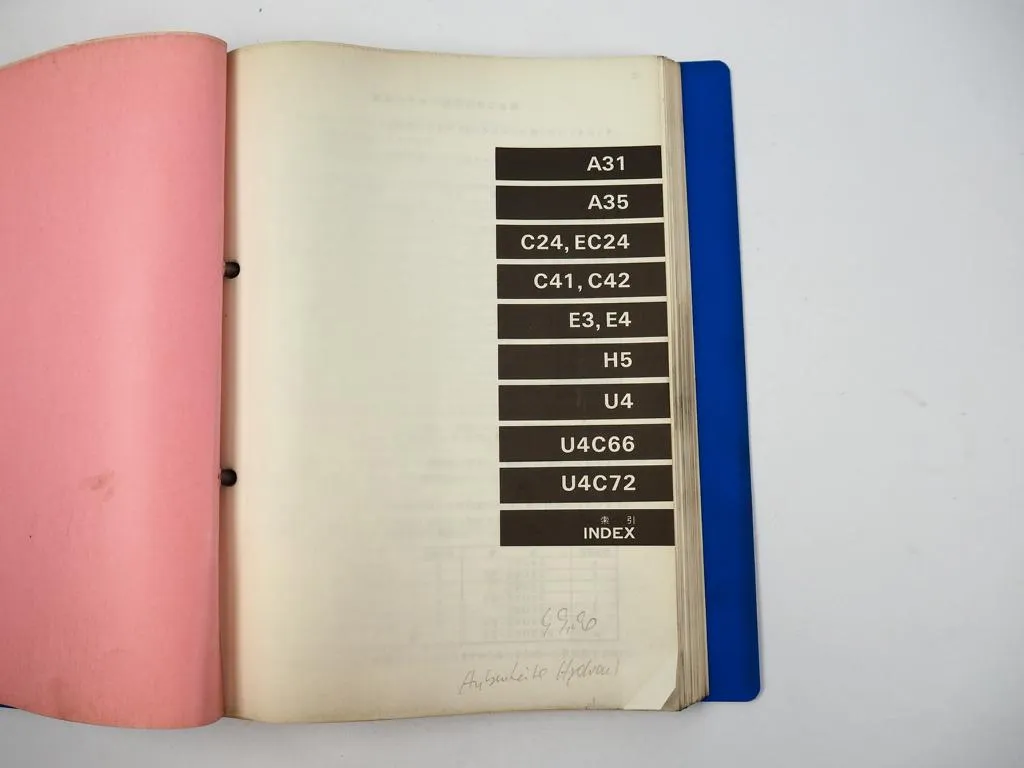 A31
A35
C24, EC24
C41, C42
E3, E4
H5
U4
U4C66
U4C72
索引
INDEX